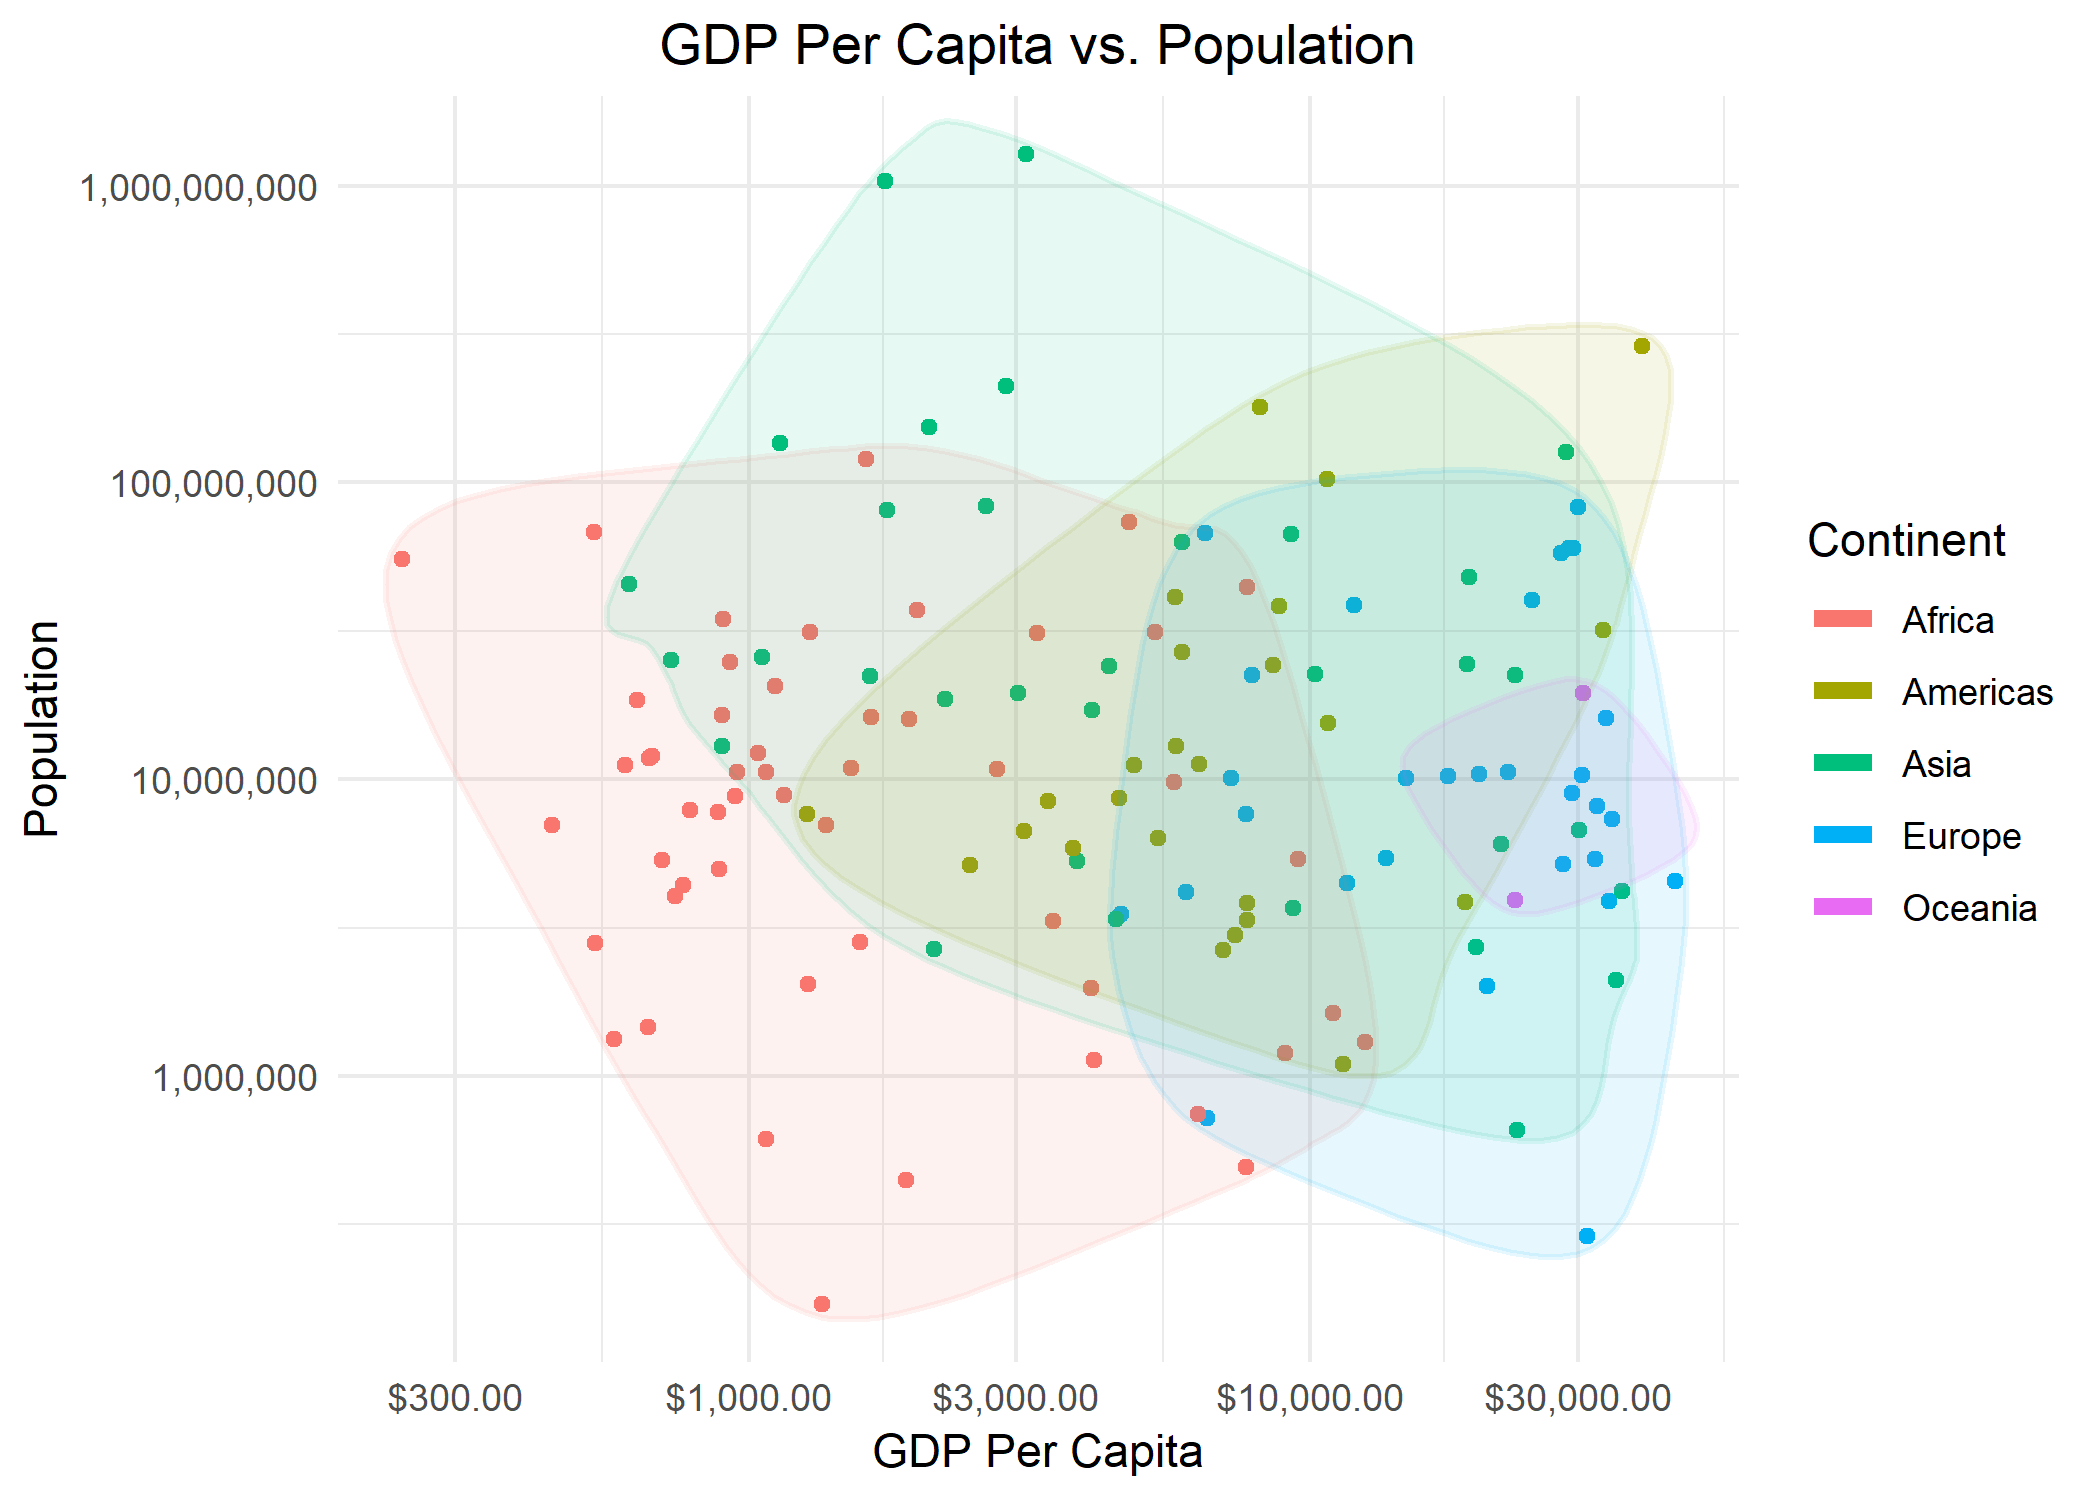 GDP Per Capita vs. Population
1,000,000,000
100,000,000
10,000,000
1,000,000
Population
$300.00 $1,000.00 $3,000.00 $10,000.00 $30,000.00
GDP Per Capita
Continent
Africa
Americas
Asia
Europe
Oceania